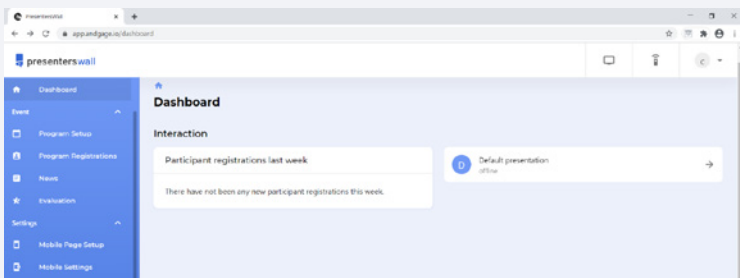 Presenterswall
app.andgage.io/dashboard
presenterswall
c
Dashboard
Event
Program Setup
Program Registrations
News
Evaluation
Settings
Mobile Page Setup
Mobile Settings
Dashboard
Interaction
Participant registrations last week
There have not been any new participant registrations this week.
D
Default presentation
offline